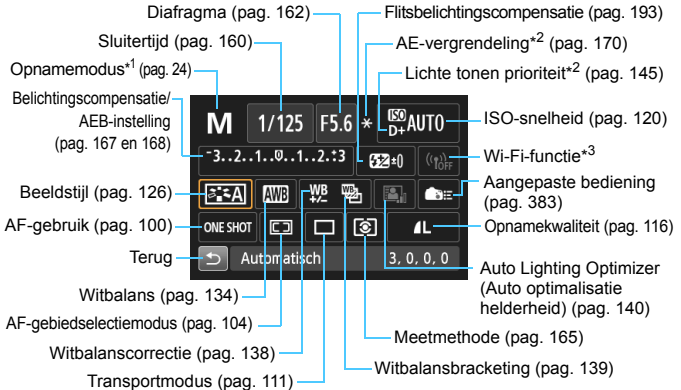 Diafragma (pag. 162)
Flitsbelichtingscompensatie (pag. 193)
Sluitertijd (pag. 160)
AE-vergrendeling*2 (pag. 170)
Opnamemodus*1 (pag. 24)
Lichte tonen prioriteit*2 (pag. 145)
Belichtingscompensatie/
AEB-instelling
(pag. 167 en 168)
M 1/125 F5.6 * ISO D+ AUTO
ISO-snelheid (pag. 120)
-3..2..1..0..1..2.:+3 ±0 OFF
Wi-Fi-functie*3
Beeldstijl (pag. 126)
A AWB WB +/- WB
Aangepaste bediening
(pag. 383)
AF-gebruik (pag. 100)
ONE SHOT L
Opnamekwaliteit (pag. 116)
Terug
Automatisch 3, 0, 0, 0
Auto Lighting Optimizer
(Auto optimalisatie
helderheid) (pag. 140)
Witbalans (pag. 134)
AF-gebiedselectiemodus (pag. 104)
Meetmethode (pag. 165)
Witbalanscorrectie (pag. 138)
Witbalansbracketing (pag. 139)
Transportmodus (pag. 111)